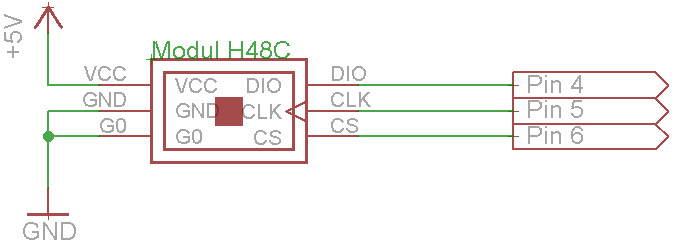 +5V
Modul H48C
VCC
GND
G0
VCC
GND
G0
DIO
CLK
CS
DIO
CLK
CS
Pin 4
Pin 5
Pin 6
GND